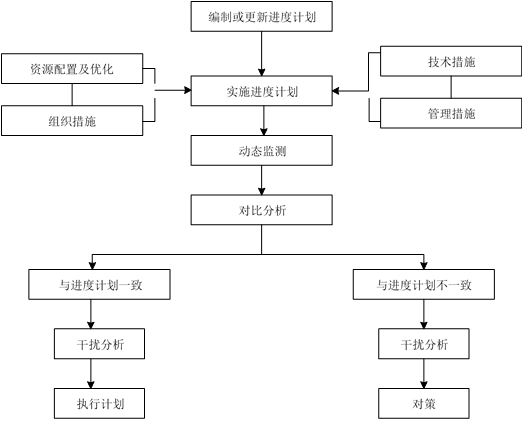 编制或更新进度计划
资源配置及优化
技术措施
实施进度计划
组织措施
管理措施
动态监测
对比分析
与进度计划一致
与进度计划不一致
干扰分析
干扰分析
执行计划
对策